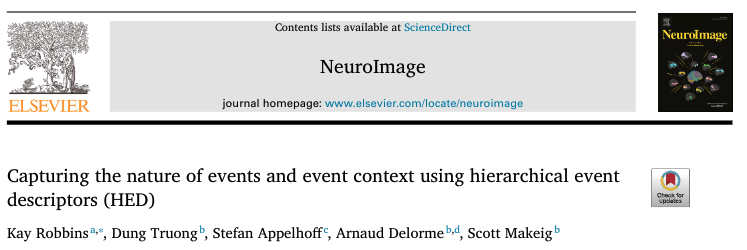 Contents lists available at ScienceDirect
NeuroImage
journal homepage: www.elsevier.com/locate/neuroimage
ELSEVIER
NeuroImage
Capturing the nature of events and event context using hierarchical event
descriptors (HED)
Check for
updates
Kay Robbins a,*, Dung Truong b, Stefan Appelhoff c, Arnaud Delorme b,d, Scott Makeig b